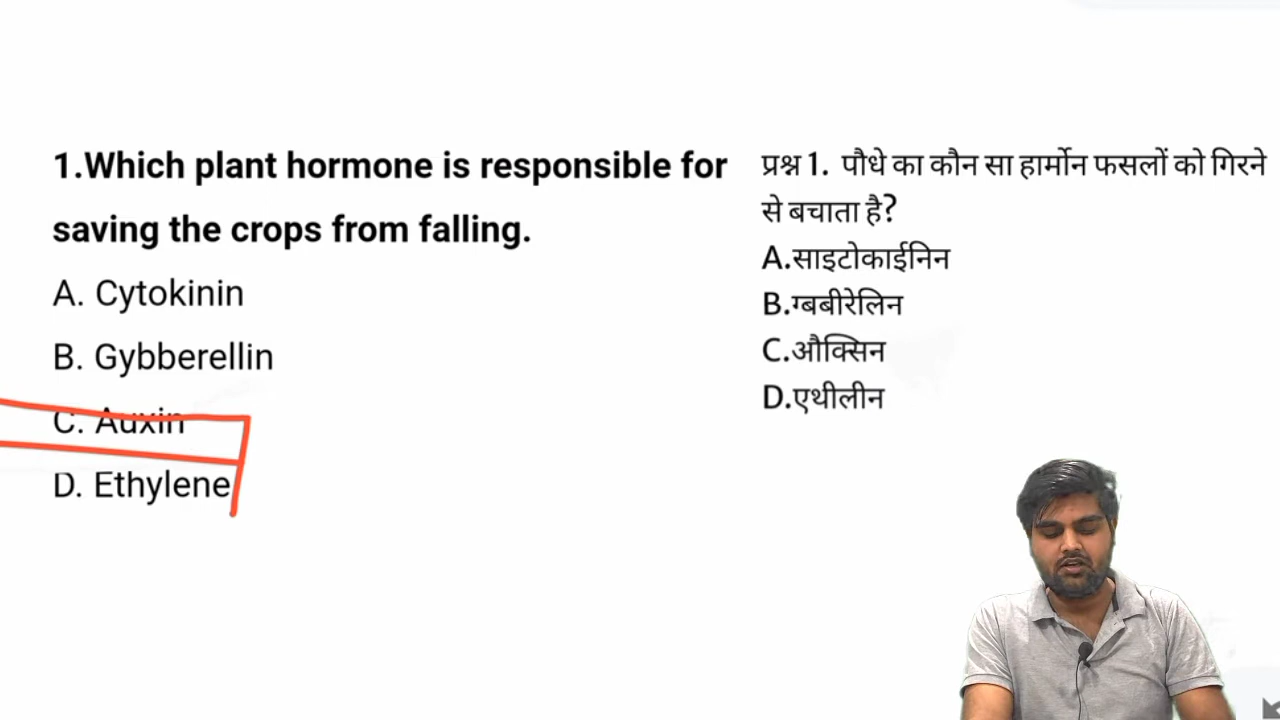 1.Which plant hormone is responsible for
saving the crops from falling.
A. Cytokinin
B. Gybberellin
C. Auxin
D. Ethylene
प्रश्न 1. पौधे का कौन सा हार्मोन फसलों को गिरने
से बचाता है?
A.साइटोकाईनिन
B.ग्बबीरेलिन
C.औक्सिन
D.एथीलीन